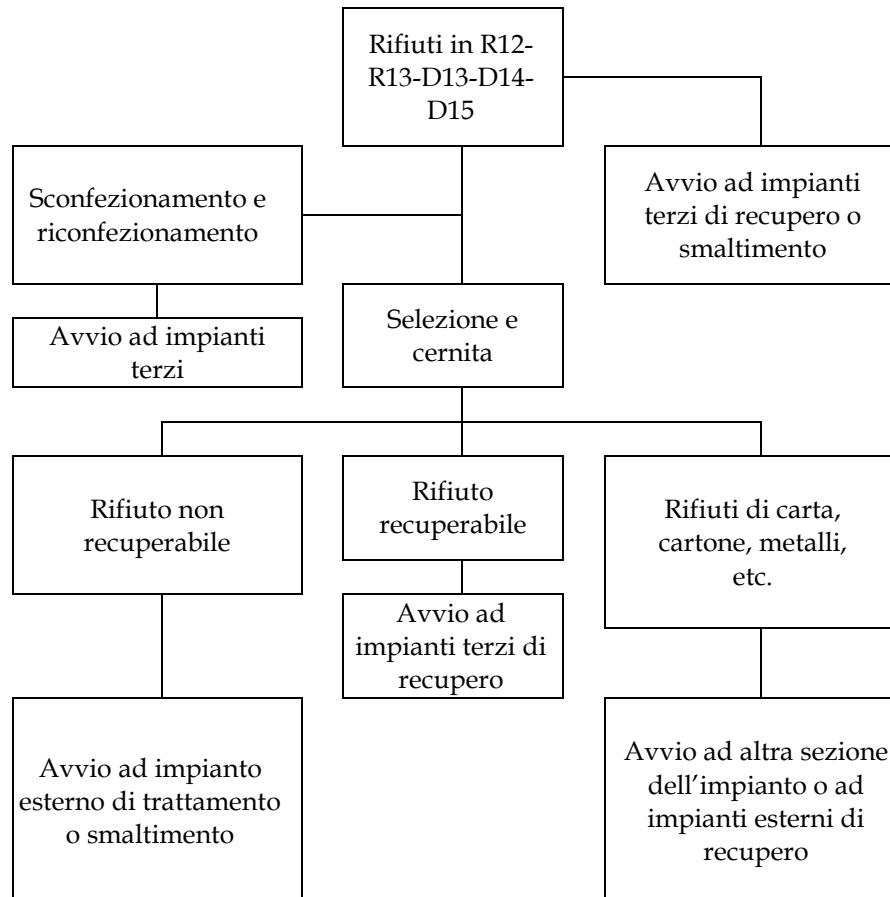 Rifiuti in R12-
R13-D13-D14-
D15
Sconfezionamento e
riconfezionamento
Avvio ad impianti
terzi di recupero o
smaltimento
Avvio ad impianti
terzi
Selezione e
cernita
Rifiuto non
recuperabile
Rifiuto
recuperabile
Rifiuti di carta,
cartone, metalli,
etc.
Avvio ad
impianti terzi di
recupero
Avvio ad impianto
esterno di trattamento
o smaltimento
Avvio ad altra sezione
dell’impianto o ad
impianti esterni di
recupero